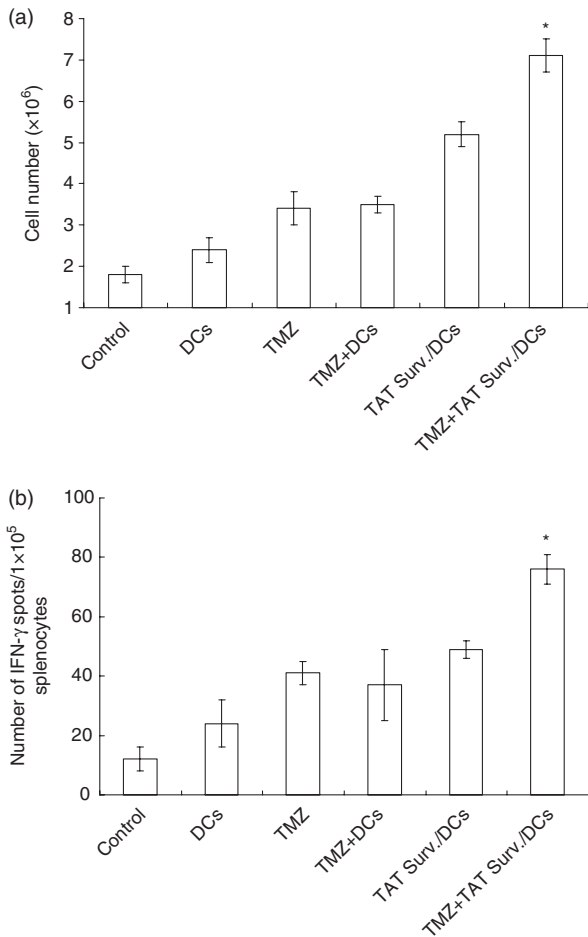 (a)
Cell number (×10⁶)
8
7
6
5
4
3
2
1
*
Control
DCs
TMZ
TMZ+DCs
TAT Surv./DCs
TMZ+TAT Surv./DCs
(b)
Number of IFN-γ spots/1×10⁵
splenocytes
100
80
60
40
20
0
*
Control
DCs
TMZ
TMZ+DCs
TAT Surv./DCs
TMZ+TAT Surv./DCs